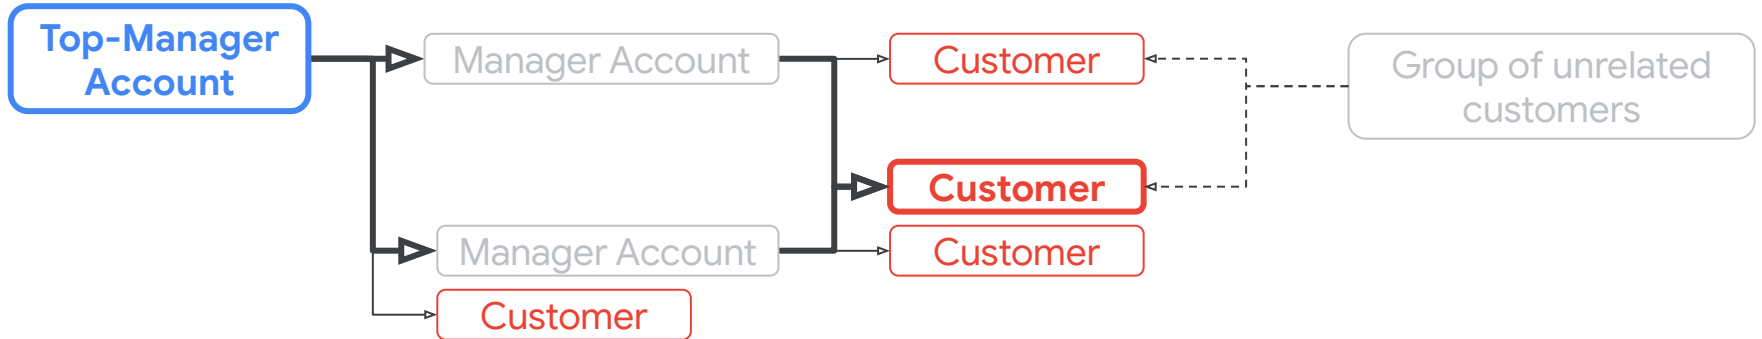 Top-Manager
Account
Manager Account
Customer
Group of unrelated
customers
Customer
Manager Account
Customer
Customer